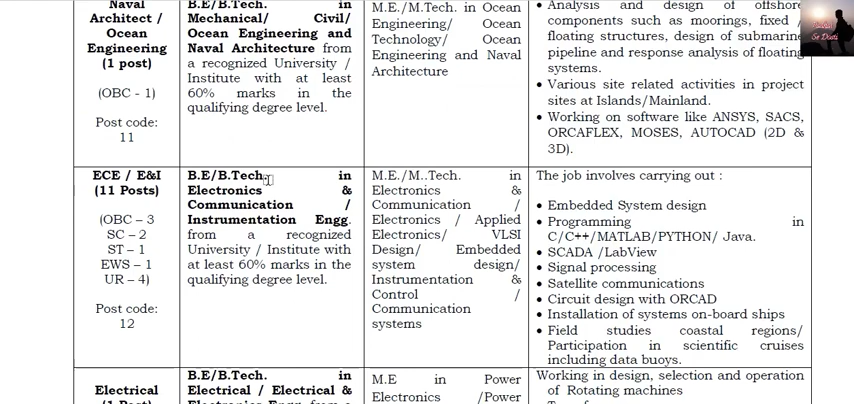 Naval
Architect /
Ocean
Engineering
(1 post)
(OBC - 1)
Post code:
11
B.E/B.Tech. in
Mechanical/ Civil/
Ocean Engineering and
Naval Architecture from
a recognized University /
Institute with at least
60% marks in the
qualifying degree level.
M.E./M.Tech. in Ocean
Engineering/ Ocean
Technology/ Ocean
Engineering and Naval
Architecture
• Analysis and design of offshore
components such as moorings, fixed /
floating structures, design of submarine
pipeline and response analysis of floating
systems.
• Various site related activities in project
sites at Islands/Mainland.
• Working on software like ANSYS, SACS,
ORCAFLEX, MOSES, AUTOCAD (2D &
3D).
ECE / E&I
(11 Posts)
(OBC – 3
SC – 2
ST – 1
EWS – 1
UR – 4)
Post code:
12
B.E/B.Tech. in
Electronics &
Communication /
Instrumentation Engg.
from a recognized
University / Institute with
at least 60% marks in the
qualifying degree level.
M.E./M..Tech. in
Electronics &
Communication /
Electronics / Applied
Electronics/ VLSI
Design/ Embedded
system design/
Instrumentation &
Control /
Communication
systems
The job involves carrying out :
• Embedded System design
• Programming in
C/C++/MATLAB/PYTHON/ Java.
• SCADA /LabView
• Signal processing
• Satellite communications
• Circuit design with ORCAD
• Installation of systems on-board ships
• Field studies coastal regions/
Participation in scientific cruises
including data buoys.
Electrical
B.E/B.Tech. in
Electrical / Electrical &
M.E in Power
Electronics /Power
Working in design, selection and operation
of Rotating machines